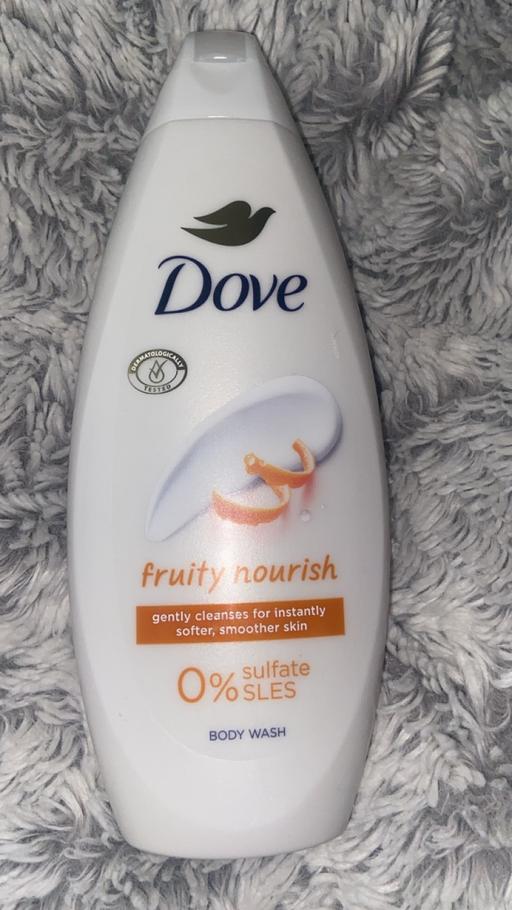 Dove
DERMATOLOGICALLY
TESTED
fruity nourish
gently cleanses for instantly
softer, smoother skin
0% sulfate
SLES
BODY WASH